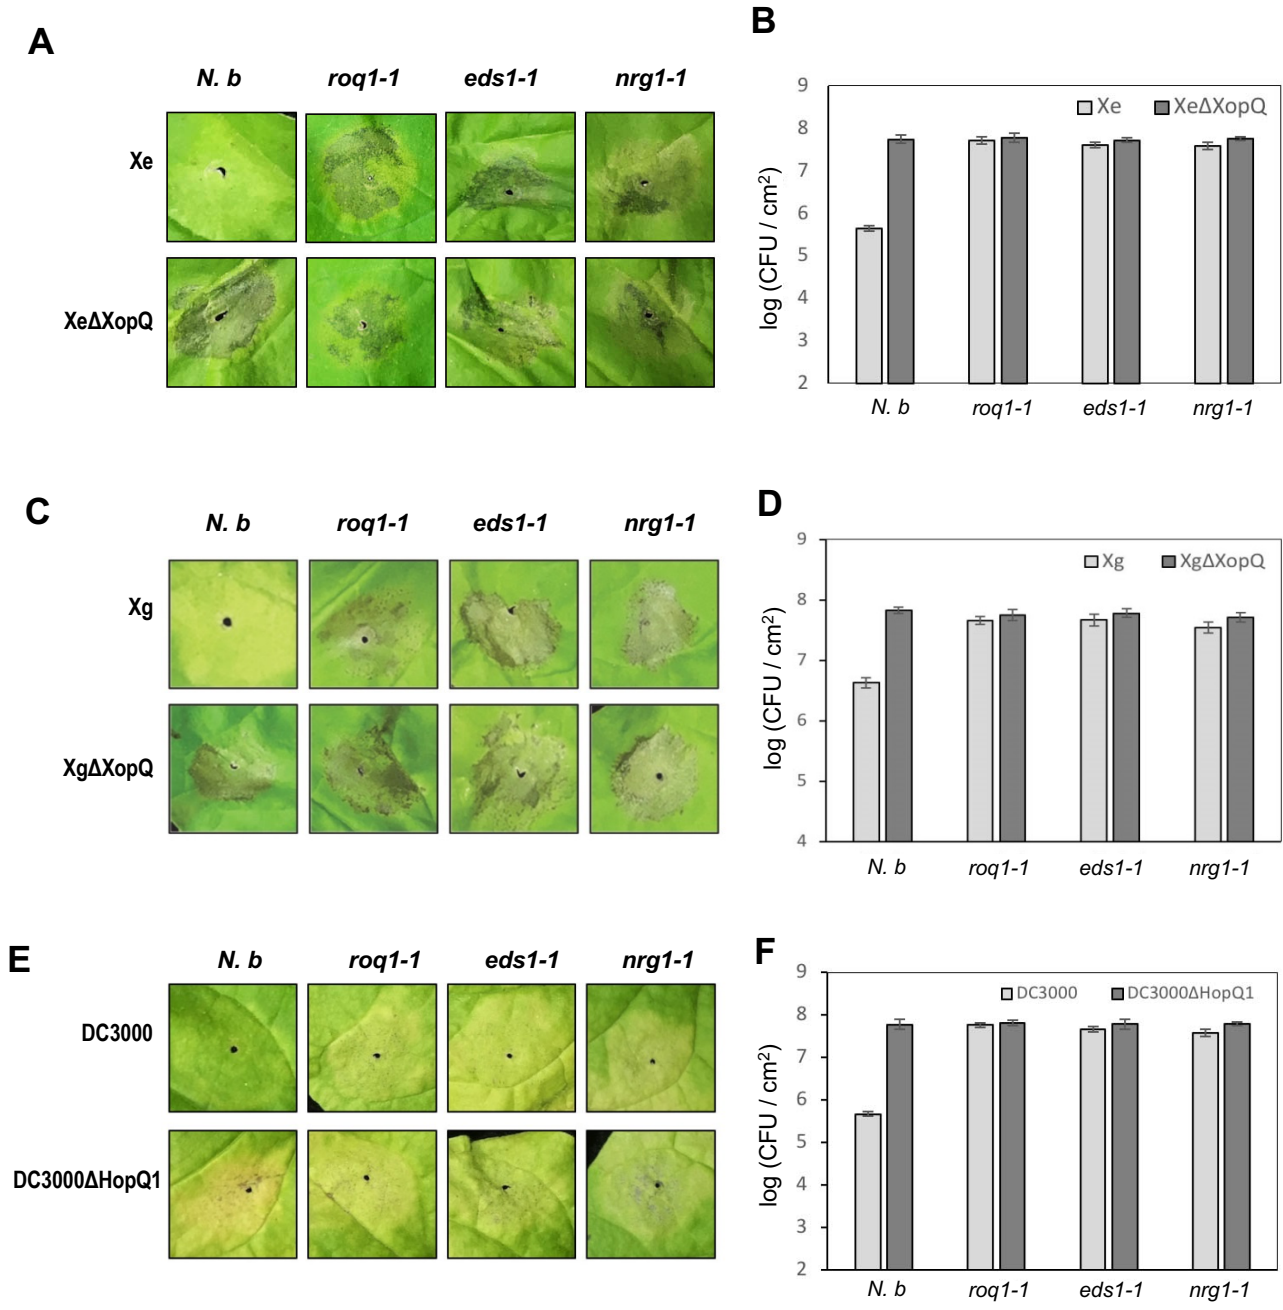 A
N. b roq1-1 eds1-1 nrg1-1
Xe
XeΔXopQ
B
Xe XeΔXopQ
log (CFU / cm²)
9
8
7
6
5
4
3
2
N. b roq1-1 eds1-1 nrg1-1
C
N. b roq1-1 eds1-1 nrg1-1
Xg
XgΔXopQ
D
Xg XgΔXopQ
log (CFU / cm²)
9
8
7
6
5
4
N. b roq1-1 eds1-1 nrg1-1
E
N. b roq1-1 eds1-1 nrg1-1
DC3000
DC3000ΔHopQ1
F
DC3000 DC3000ΔHopQ1
log (CFU / cm²)
9
8
7
6
5
4
3
2
N. b roq1-1 eds1-1 nrg1-1